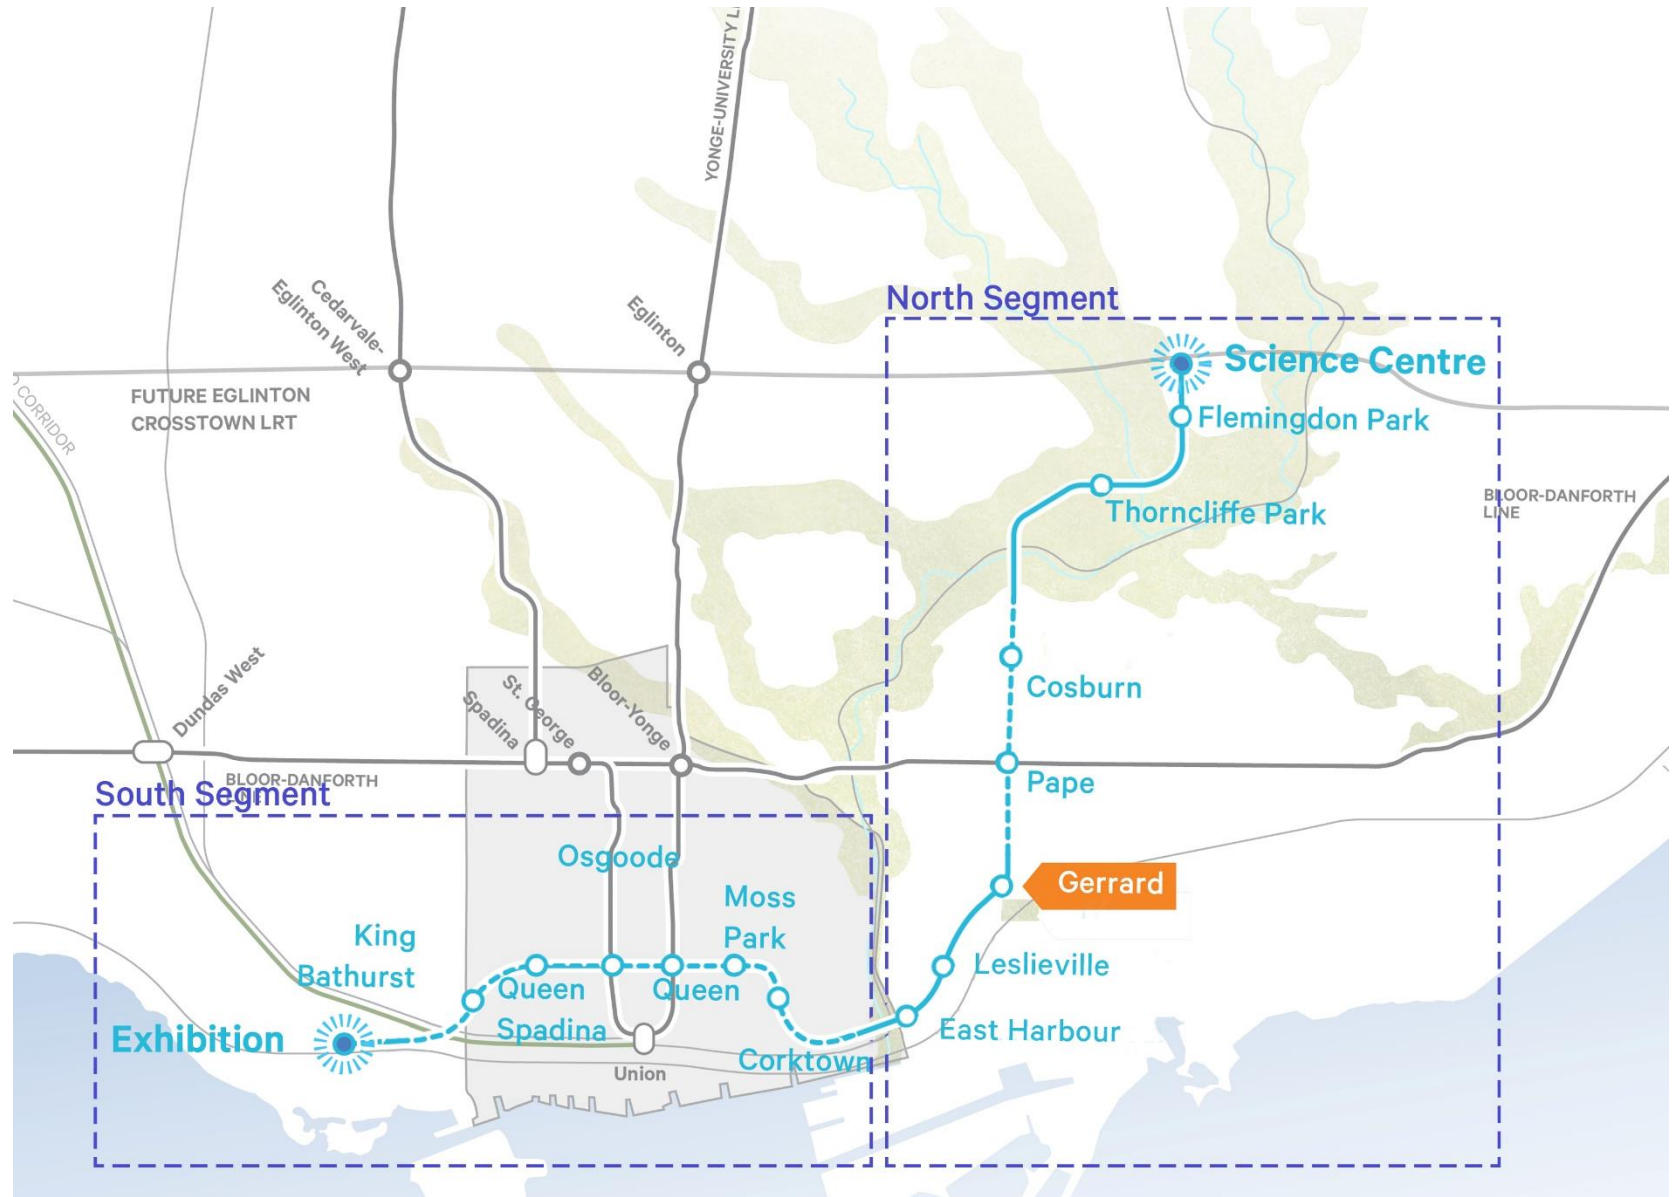 YONGE-UNIVERSITY L
North Segment
Cedarvale-
Eglinton West
Eglinton
Science Centre
FUTURE EGLINTON
CROSSTOWN LRT
CORRIDOR
Flemingdon Park
BLOOR-DANFORTH
LINE
Thorncliffe Park
Dundas West
Spadina
St. George
Bloor-Yonge
Cosburn
BLOOR-DANFORTH
South Segment
Pape
Osgoode
Gerrard
Moss
Park
King
Bathurst
Leslieville
Queen
Spadina
Queen
Exhibition
East Harbour
Corktown
Union